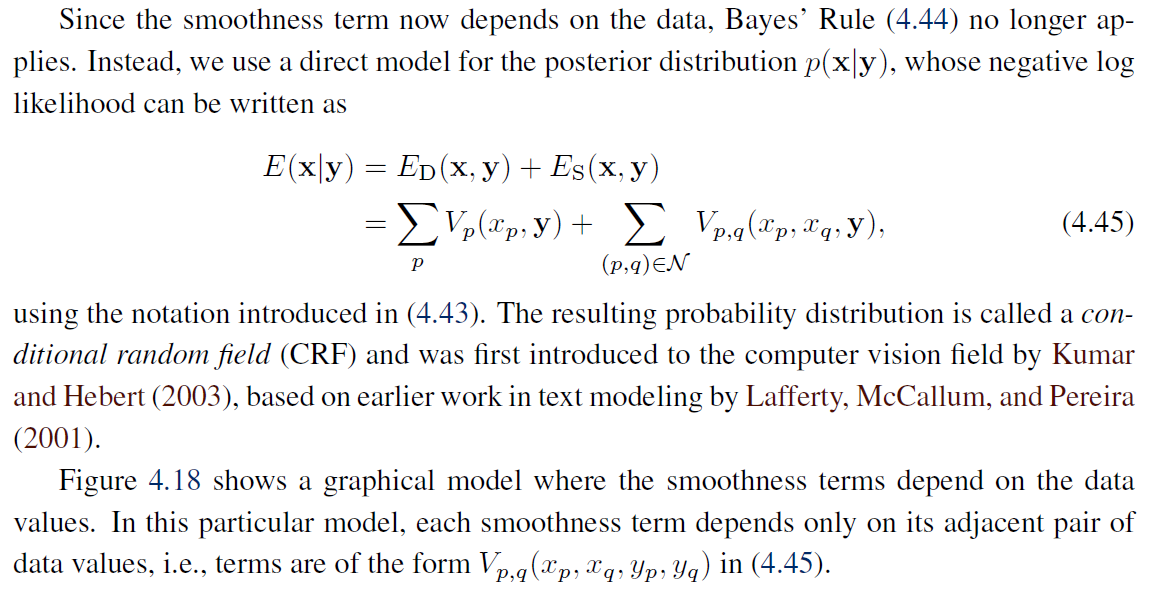 Since the smoothness term now depends on the data, Bayes’ Rule (4.44) no longer ap-
plies. Instead, we use a direct model for the posterior distribution p(x|y), whose negative log
likelihood can be written as
E(x|y) = E_D(x, y) + E_S(x, y)
= ∑_p V_p(x_p, y) + ∑_{(p,q)∈𝒩} V_{p,q}(x_p, x_q, y), (4.45)
using the notation introduced in (4.43). The resulting probability distribution is called a con-
ditional random field (CRF) and was first introduced to the computer vision field by Kumar
and Hebert (2003), based on earlier work in text modeling by Lafferty, McCallum, and Pereira
(2001).
Figure 4.18 shows a graphical model where the smoothness terms depend on the data
values. In this particular model, each smoothness term depends only on its adjacent pair of
data values, i.e., terms are of the form V_{p,q}(x_p, x_q, y_p, y_q) in (4.45).